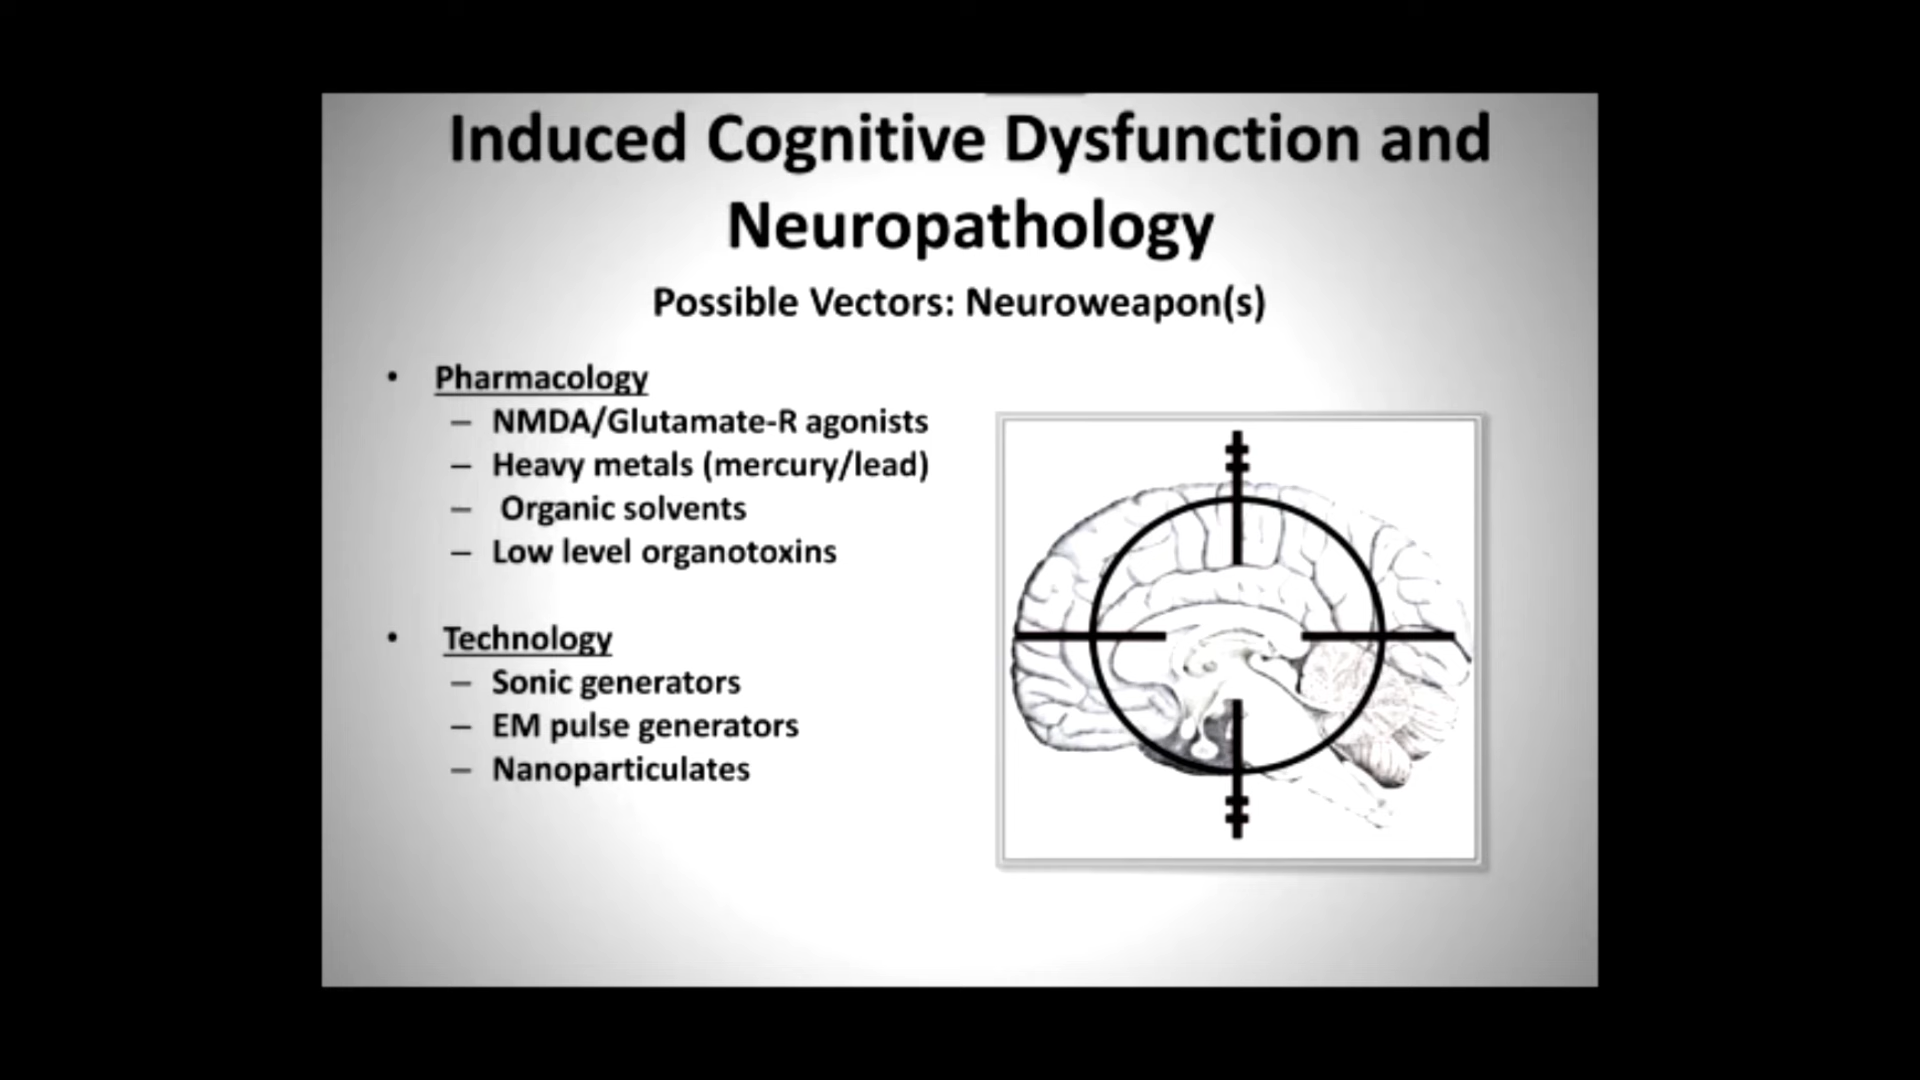 Induced Cognitive Dysfunction and
Neuropathology
Possible Vectors: Neuroweapon(s)
• Pharmacology
– NMDA/Glutamate-R agonists
– Heavy metals (mercury/lead)
– Organic solvents
– Low level organotoxins
• Technology
– Sonic generators
– EM pulse generators
– Nanoparticulates